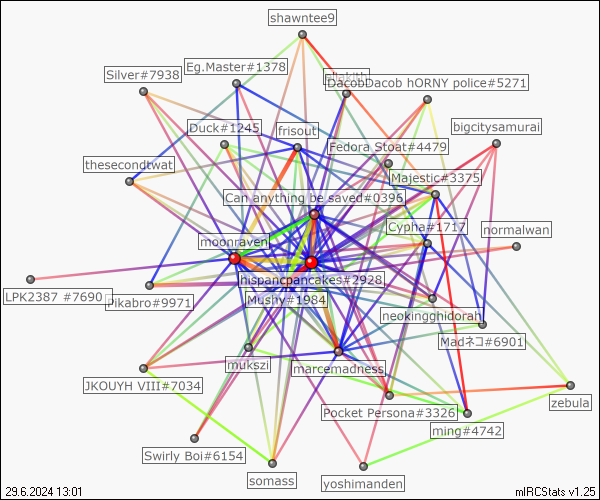 shawntee9
Eg.Master#1378
Silver#7938
DacobDacob hORNY police#5271
Duck#1245
frisout
bigcitysamurai
Fedora Stoat#4479
thesecondtwat
Majestic#3375
Can anything be saved#0396
Cypha#1717
normalwan
moonraven
hispancpancakes#2928
LPK2387 #7690
Pikabro#9971
Mushy#1984
neokingghidorah
Madネコ#6901
mukszi
marcemadness
JKOUYH VIII#7034
zebula
Pocket Persona#3326
ming#4742
Swirly Boi#6154
somass
yoshimanden
29.6.2024 13:01
mIRCStats v1.25